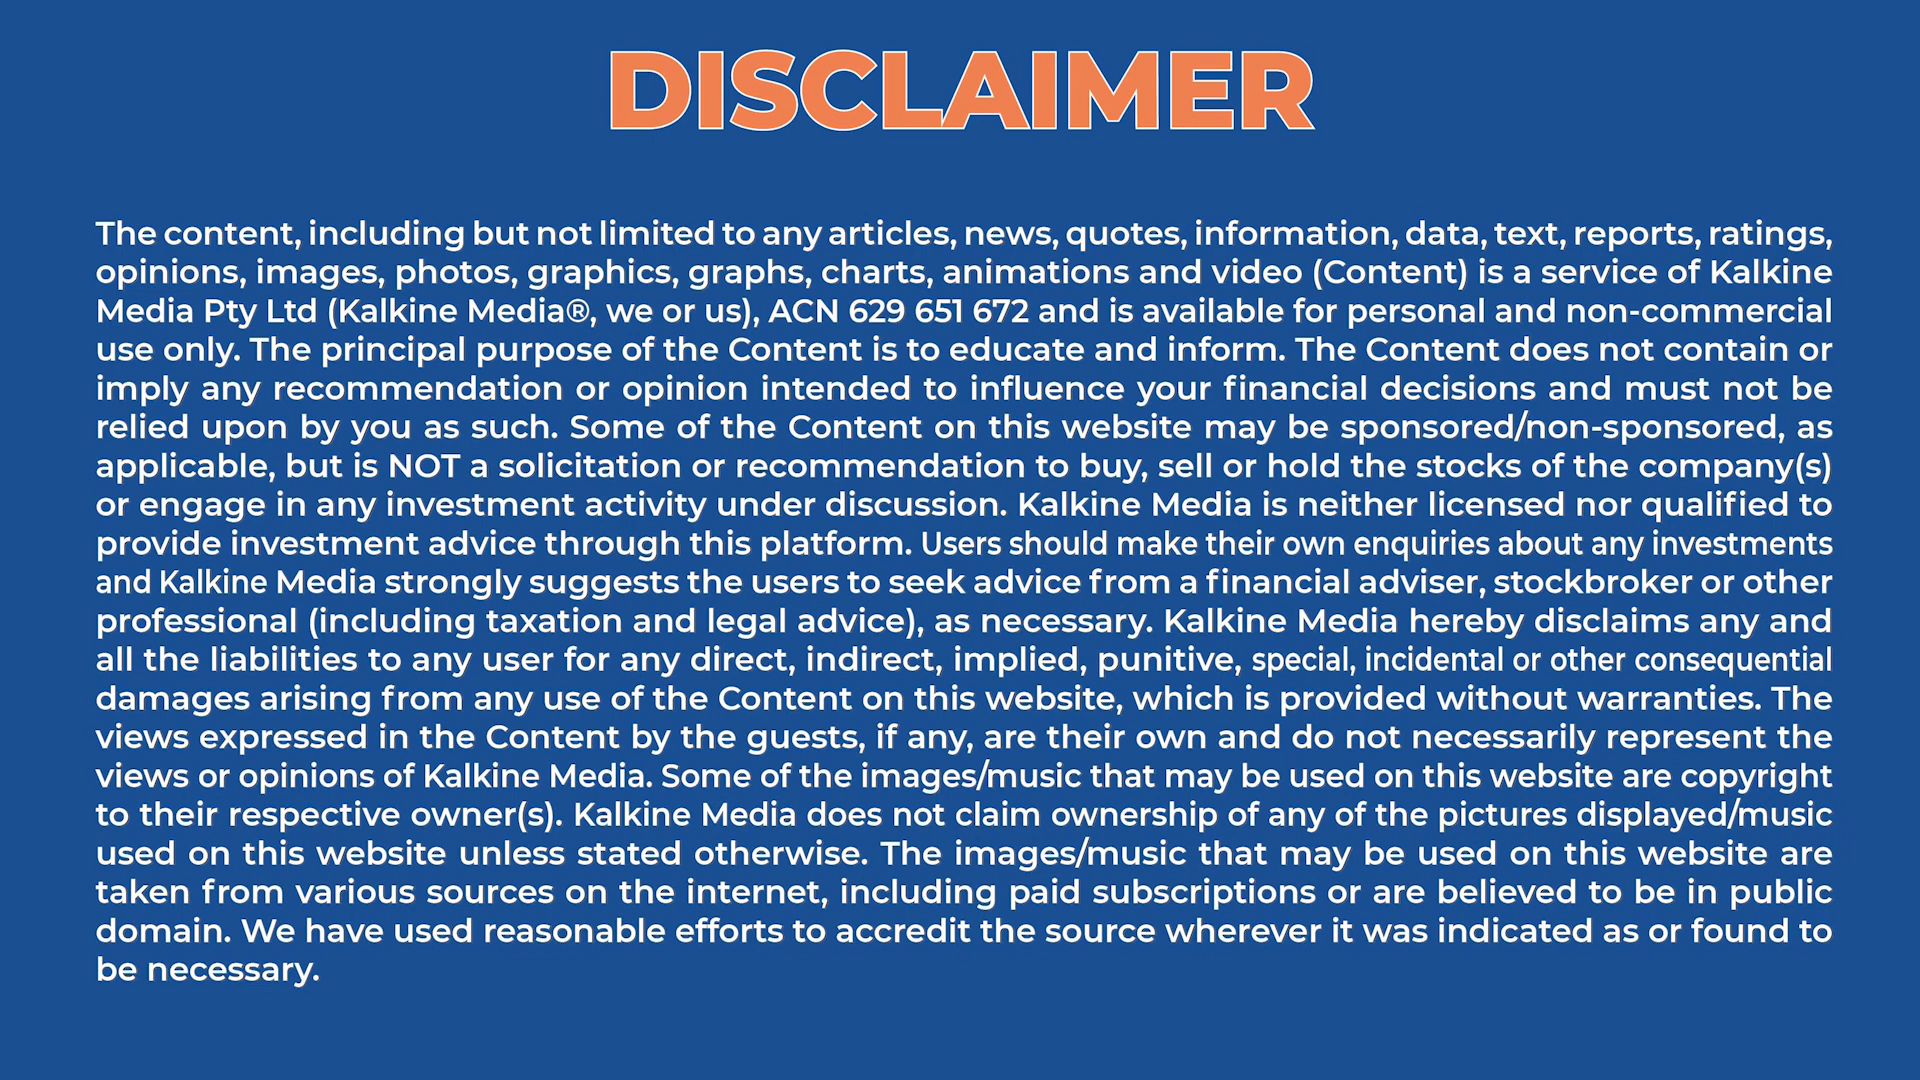 DISCLAIMER
The content, including but not limited to any articles, news, quotes, information, data, text, reports, ratings,
opinions, images, photos, graphics, graphs, charts, animations and video (Content) is a service of Kalkine
Media Pty Ltd (Kalkine Media®, we or us), ACN 629 651 672 and is available for personal and non-commercial
use only. The principal purpose of the Content is to educate and inform. The Content does not contain or
imply any recommendation or opinion intended to influence your financial decisions and must not be
relied upon by you as such. Some of the Content on this website may be sponsored/non-sponsored, as
applicable, but is NOT a solicitation or recommendation to buy, sell or hold the stocks of the company(s)
or engage in any investment activity under discussion. Kalkine Media is neither licensed nor qualified to
provide investment advice through this platform. Users should make their own enquiries about any investments
and Kalkine Media strongly suggests the users to seek advice from a financial adviser, stockbroker or other
professional (including taxation and legal advice), as necessary. Kalkine Media hereby disclaims any and
all the liabilities to any user for any direct, indirect, implied, punitive, special, incidental or other consequential
damages arising from any use of the Content on this website, which is provided without warranties. The
views expressed in the Content by the guests, if any, are their own and do not necessarily represent the
views or opinions of Kalkine Media. Some of the images/music that may be used on this website are copyright
to their respective owner(s). Kalkine Media does not claim ownership of any of the pictures displayed/music
used on this website unless stated otherwise. The images/music that may be used on this website are
taken from various sources on the internet, including paid subscriptions or are believed to be in public
domain. We have used reasonable efforts to accredit the source wherever it was indicated as or found to
be necessary.